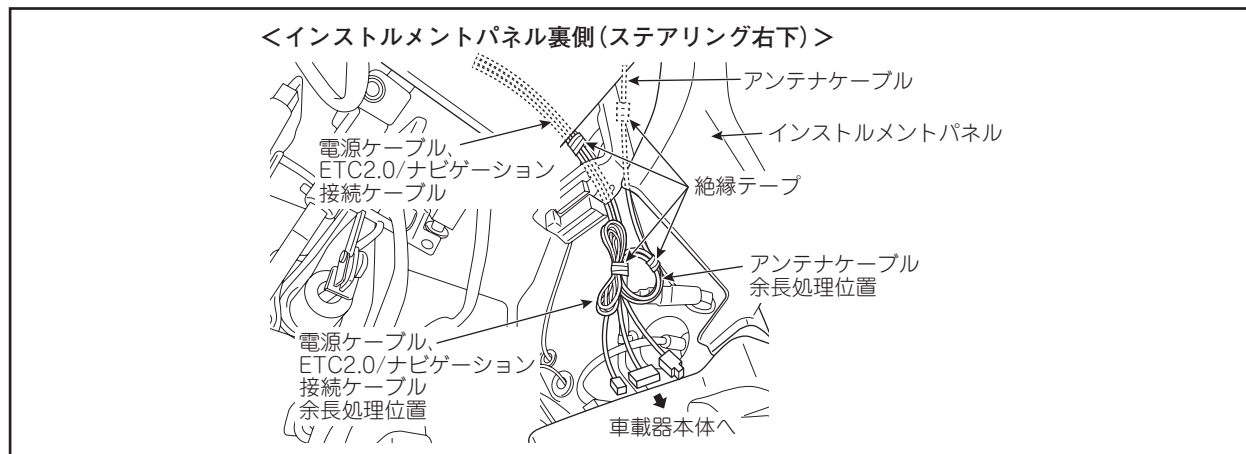 ＜インストルメントパネル裏側(ステアリング右下)＞
アンテナケーブル
インストルメントパネル
電源ケーブル、
ETC2.0/ナビゲーション
接続ケーブル
絶縁テープ
アンテナケーブル
余長処理位置
電源ケーブル、
ETC2.0/ナビゲーション
接続ケーブル
余長処理位置
車載器本体へ